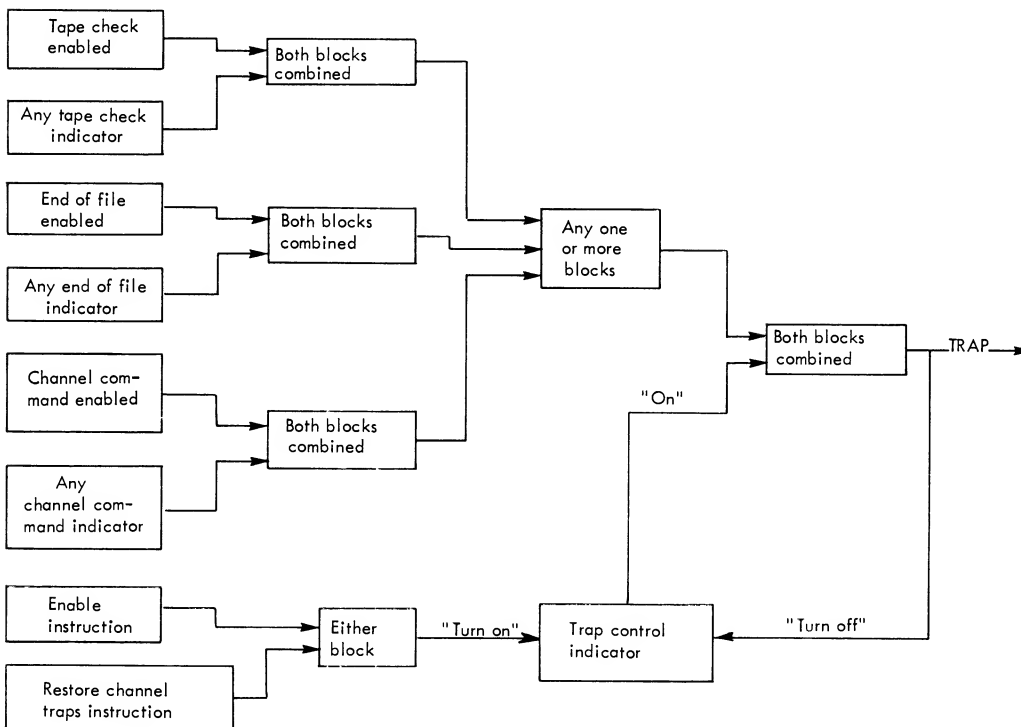 Tape check
enabled
Both blocks
combined
Any tape check
indicator
End of file
enabled
Both blocks
combined
Any end of file
indicator
Any one
or more
blocks
Channel com-
mand enabled
Both blocks
combined
Any
channel com-
mand indicator
Both blocks
combined
TRAP
"On"
Enable
instruction
Either
block
"Turn on"
Trap control
indicator
"Turn off"
Restore channel
traps instruction